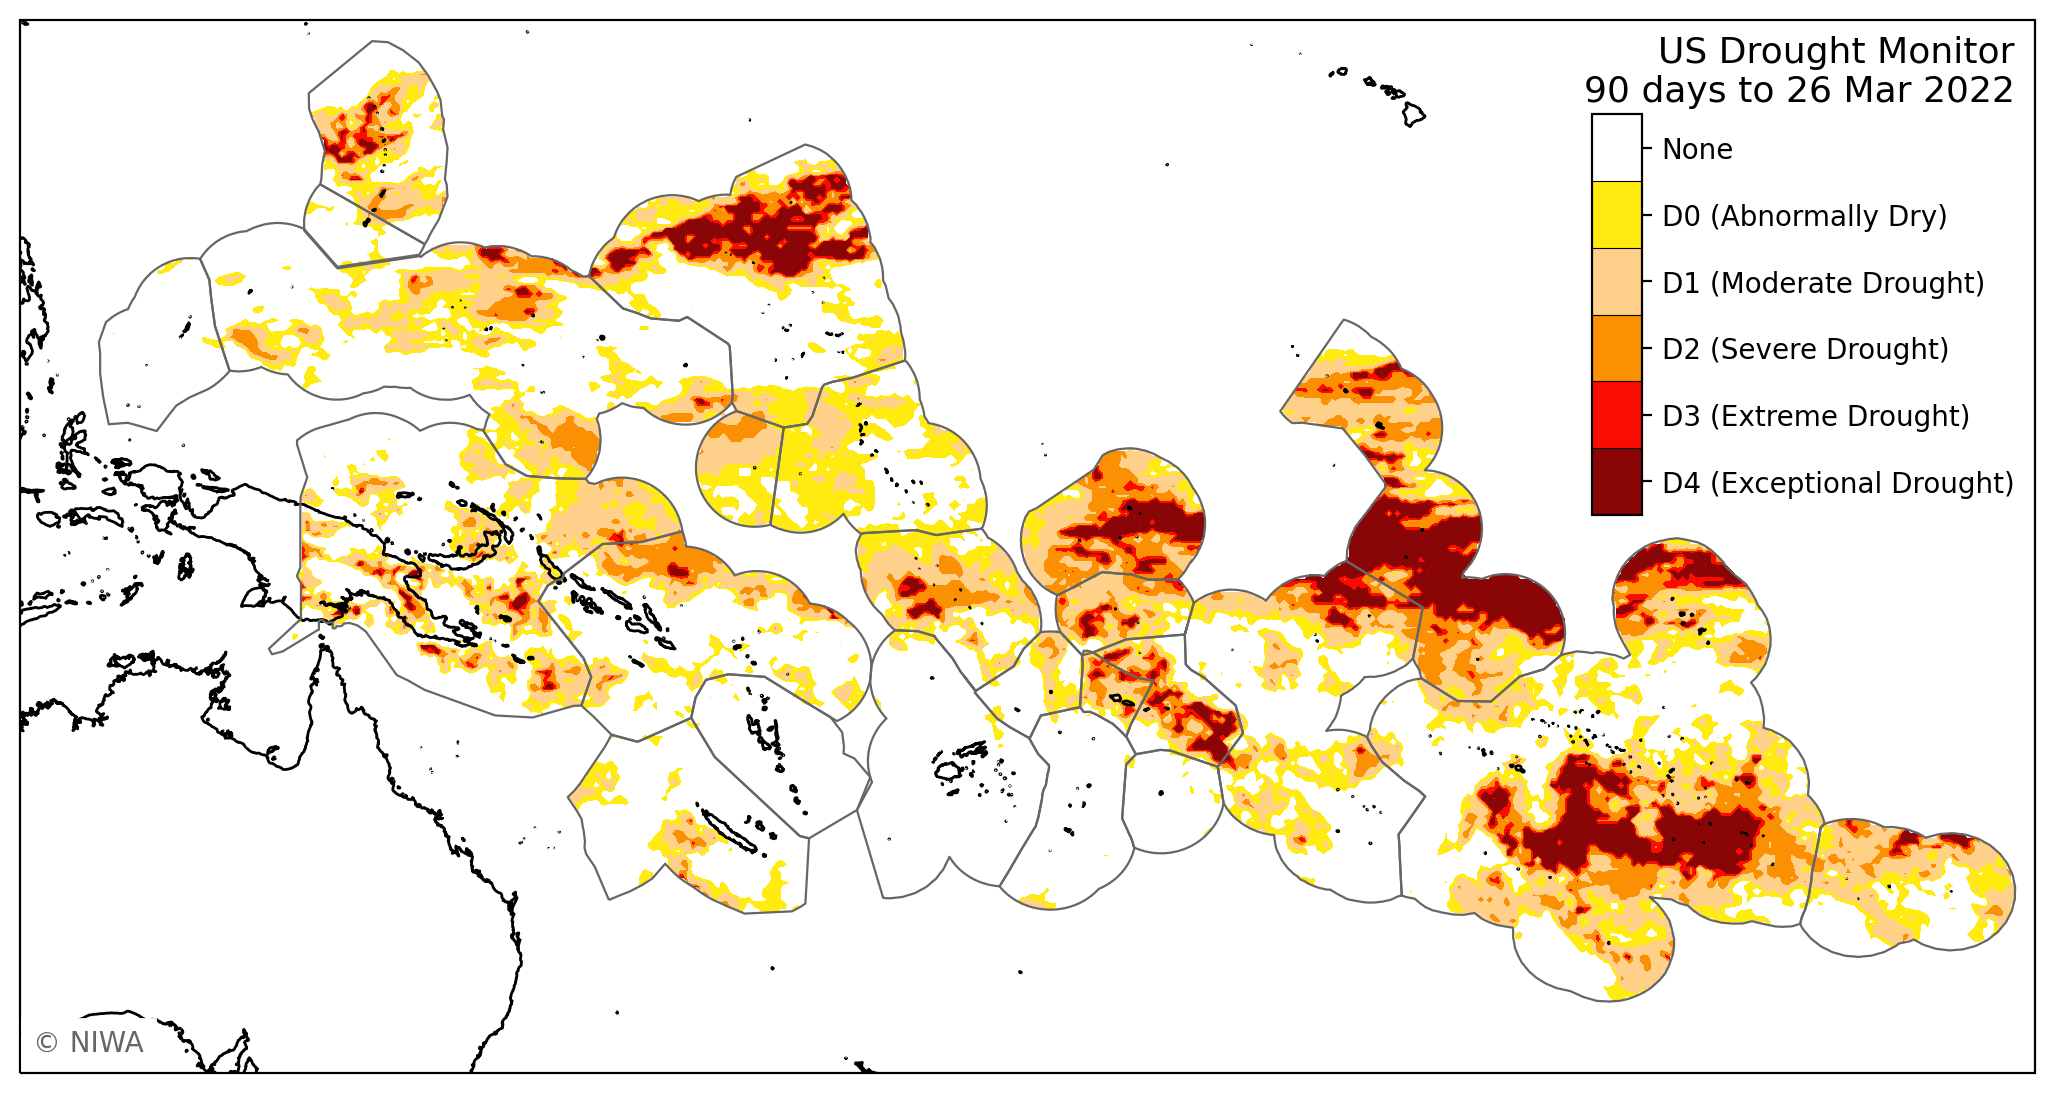 US Drought Monitor
90 days to 26 Mar 2022
None
D0 (Abnormally Dry)
D1 (Moderate Drought)
D2 (Severe Drought)
D3 (Extreme Drought)
D4 (Exceptional Drought)
© NIWA